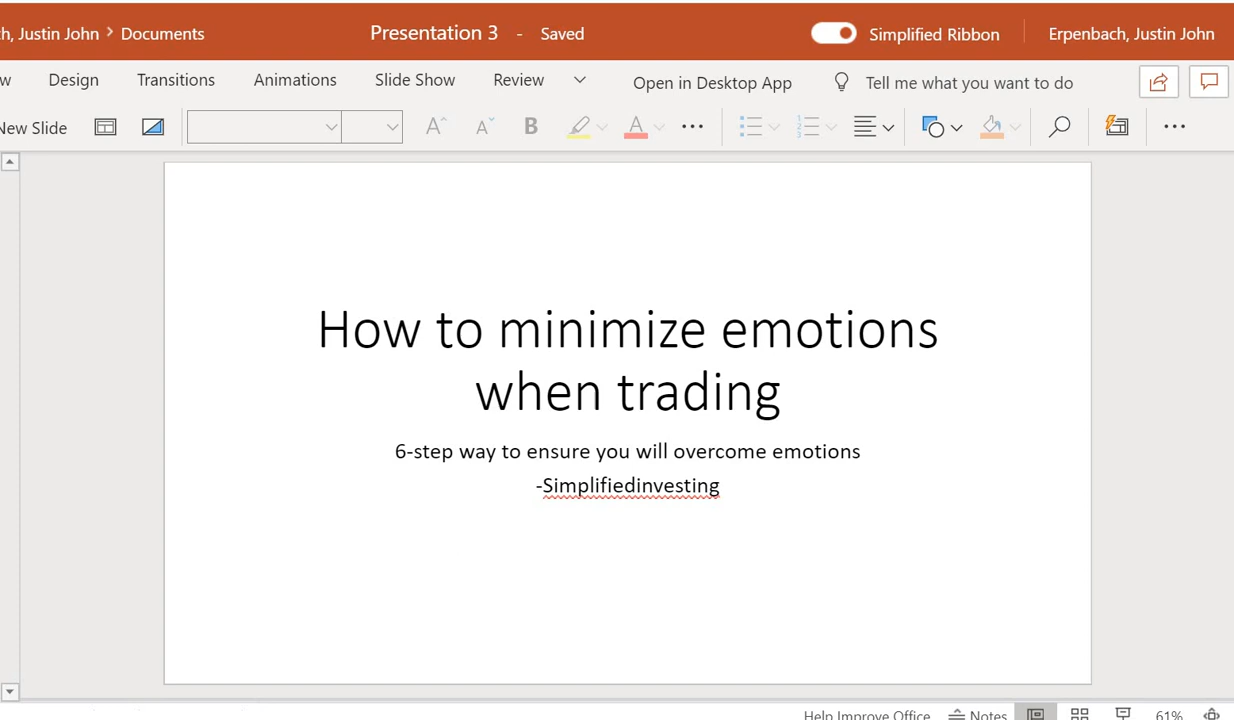 h, Justin John > Documents
Presentation 3 - Saved
Simplified Ribbon
Erpenbach, Justin John
w Design Transitions Animations Slide Show Review Open in Desktop App Tell me what you want to do
New Slide
How to minimize emotions
when trading
6-step way to ensure you will overcome emotions
-Simplifiedinvesting
Help Improve Office Notes 61%